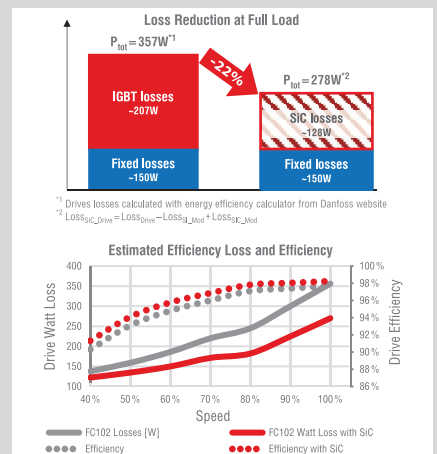 Loss Reduction at Full Load
P_tot = 357W*1
-22%
P_tot = 278W*2
IGBT losses
~207W
SiC losses
~128W
Fixed losses
~150W
Fixed losses
~150W
*1 Drives losses calculated with energy efficiency calculator from Danfoss website
*2 Loss_SiC_Drive = Loss_Drive – Loss_SI_Mod + Loss_SIC_Mod
Estimated Efficiency Loss and Efficiency
400
350
300
250
200
150
100
Drive Watt Loss
100%
98%
96%
94%
92%
90%
88%
86%
Drive Efficiency
40% 50% 60% 70% 80% 90% 100%
Speed
FC102 Losses [W] FC102 Watt Loss with SiC
Efficiency Efficiency with SiC